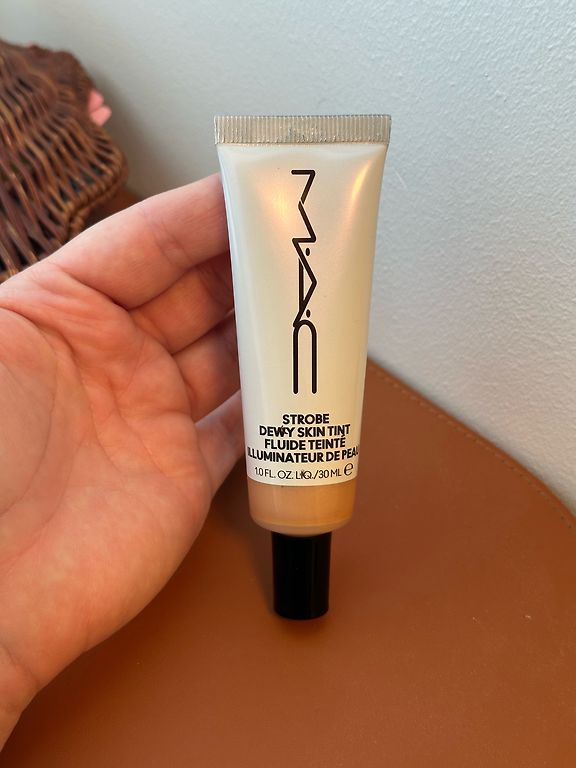 MAC
STROBE
DEWY SKIN TINT
FLUIDE TEINTÉ
ILLUMINATEUR DE PEAU
1.0 FL. OZ. LIQ./30 ML ℮